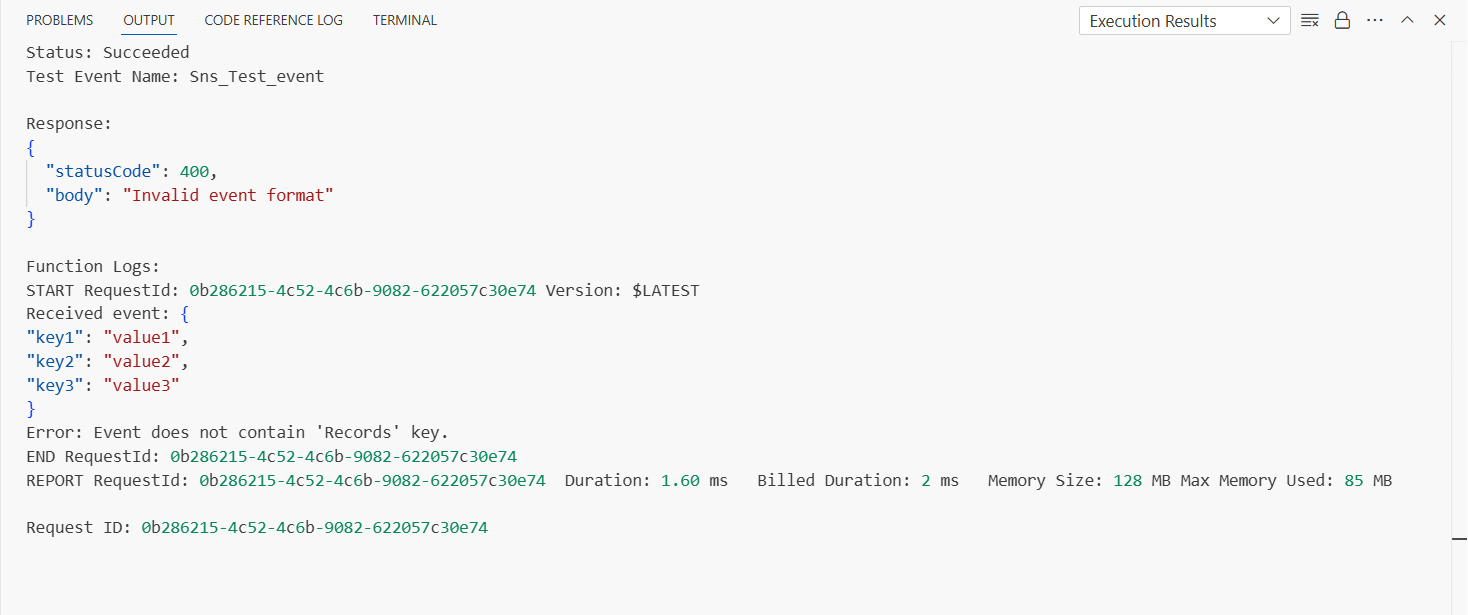 PROBLEMS OUTPUT CODE REFERENCE LOG TERMINAL Execution Results
Status: Succeeded
Test Event Name: Sns_Test_event
Response:
{
"statusCode": 400,
"body": "Invalid event format"
}
Function Logs:
START RequestId: 0b286215-4c52-4c6b-9082-622057c30e74 Version: $LATEST
Received event: {
"key1": "value1",
"key2": "value2",
"key3": "value3"
}
Error: Event does not contain 'Records' key.
END RequestId: 0b286215-4c52-4c6b-9082-622057c30e74
REPORT RequestId: 0b286215-4c52-4c6b-9082-622057c30e74 Duration: 1.60 ms Billed Duration: 2 ms Memory Size: 128 MB Max Memory Used: 85 MB
Request ID: 0b286215-4c52-4c6b-9082-622057c30e74